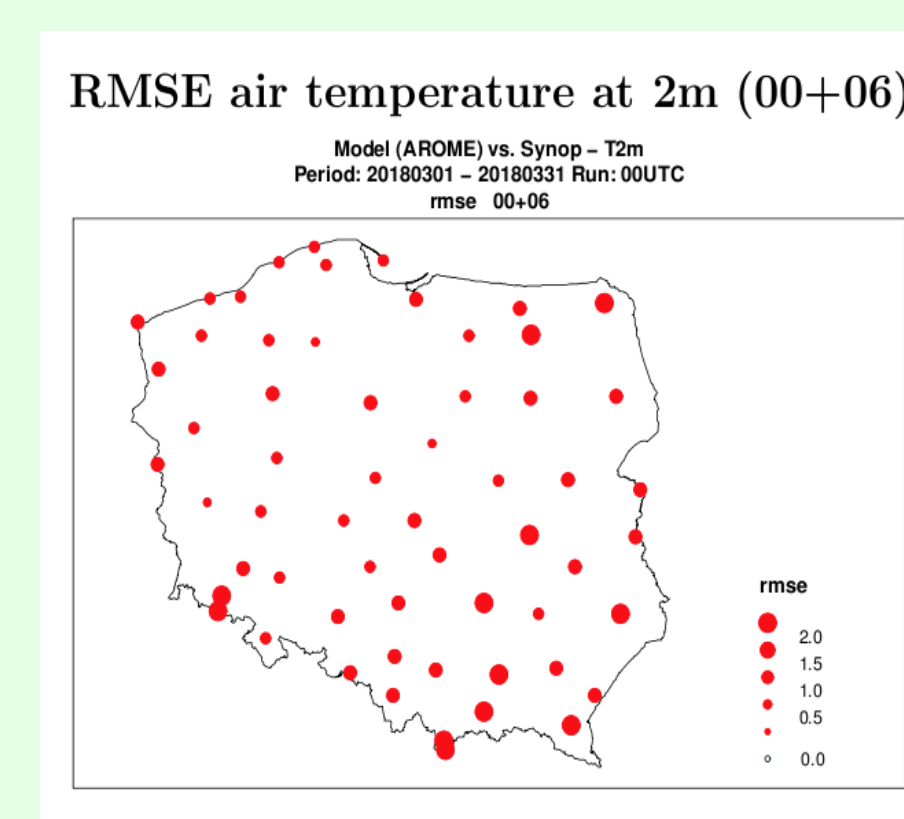 RMSE air temperature at 2m (00+06)
Model (AROME) vs. Synop – T2m
Period: 20180301 – 20180331 Run: 00UTC
rmse 00+06
rmse
2.0
1.5
1.0
0.5
0.0